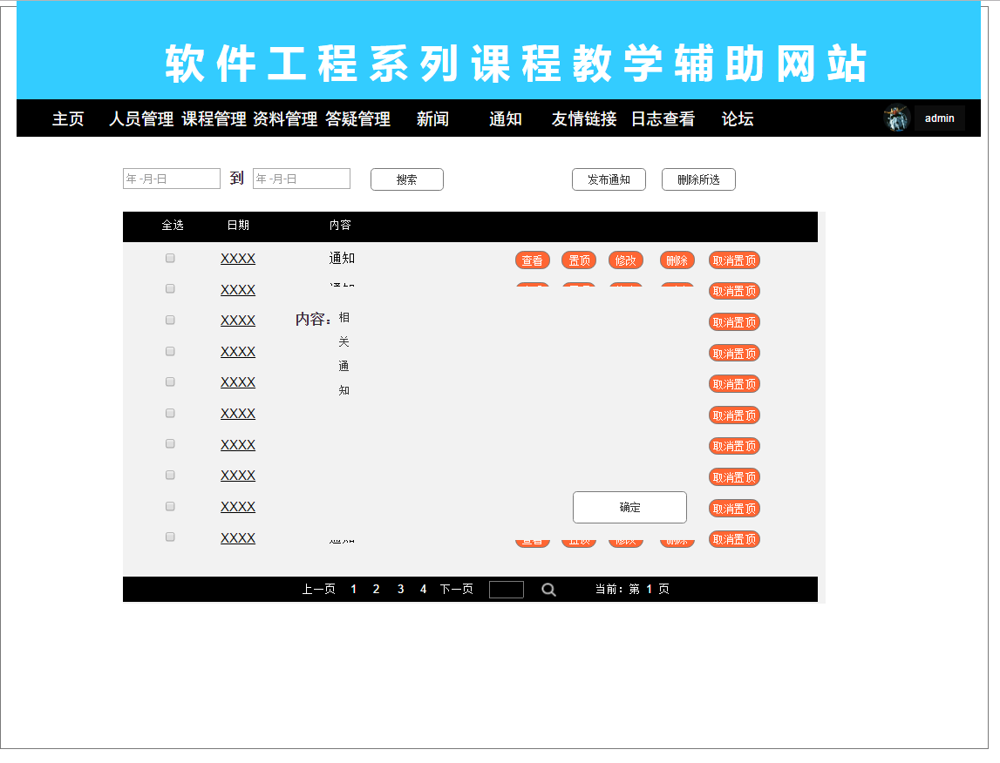 软件工程系列课程教学辅助网站
主页 人员管理 课程管理 资料管理 答疑管理 新闻 通知 友情链接 日志查看 论坛 admin
年 -月-日 到 年 -月-日 搜索 发布通知 删除所选
全选 日期 内容
XXXX 通知 查看 置顶 修改 删除 取消置顶
XXXX 取消置顶
XXXX 内容：相 取消置顶
关
XXXX 取消置顶
通
XXXX 取消置顶
知
XXXX 取消置顶
XXXX 取消置顶
XXXX 取消置顶
XXXX 确定 取消置顶
XXXX 通知 查看 置顶 修改 删除 取消置顶
上一页 1 2 3 4 下一页 当前：第 1 页